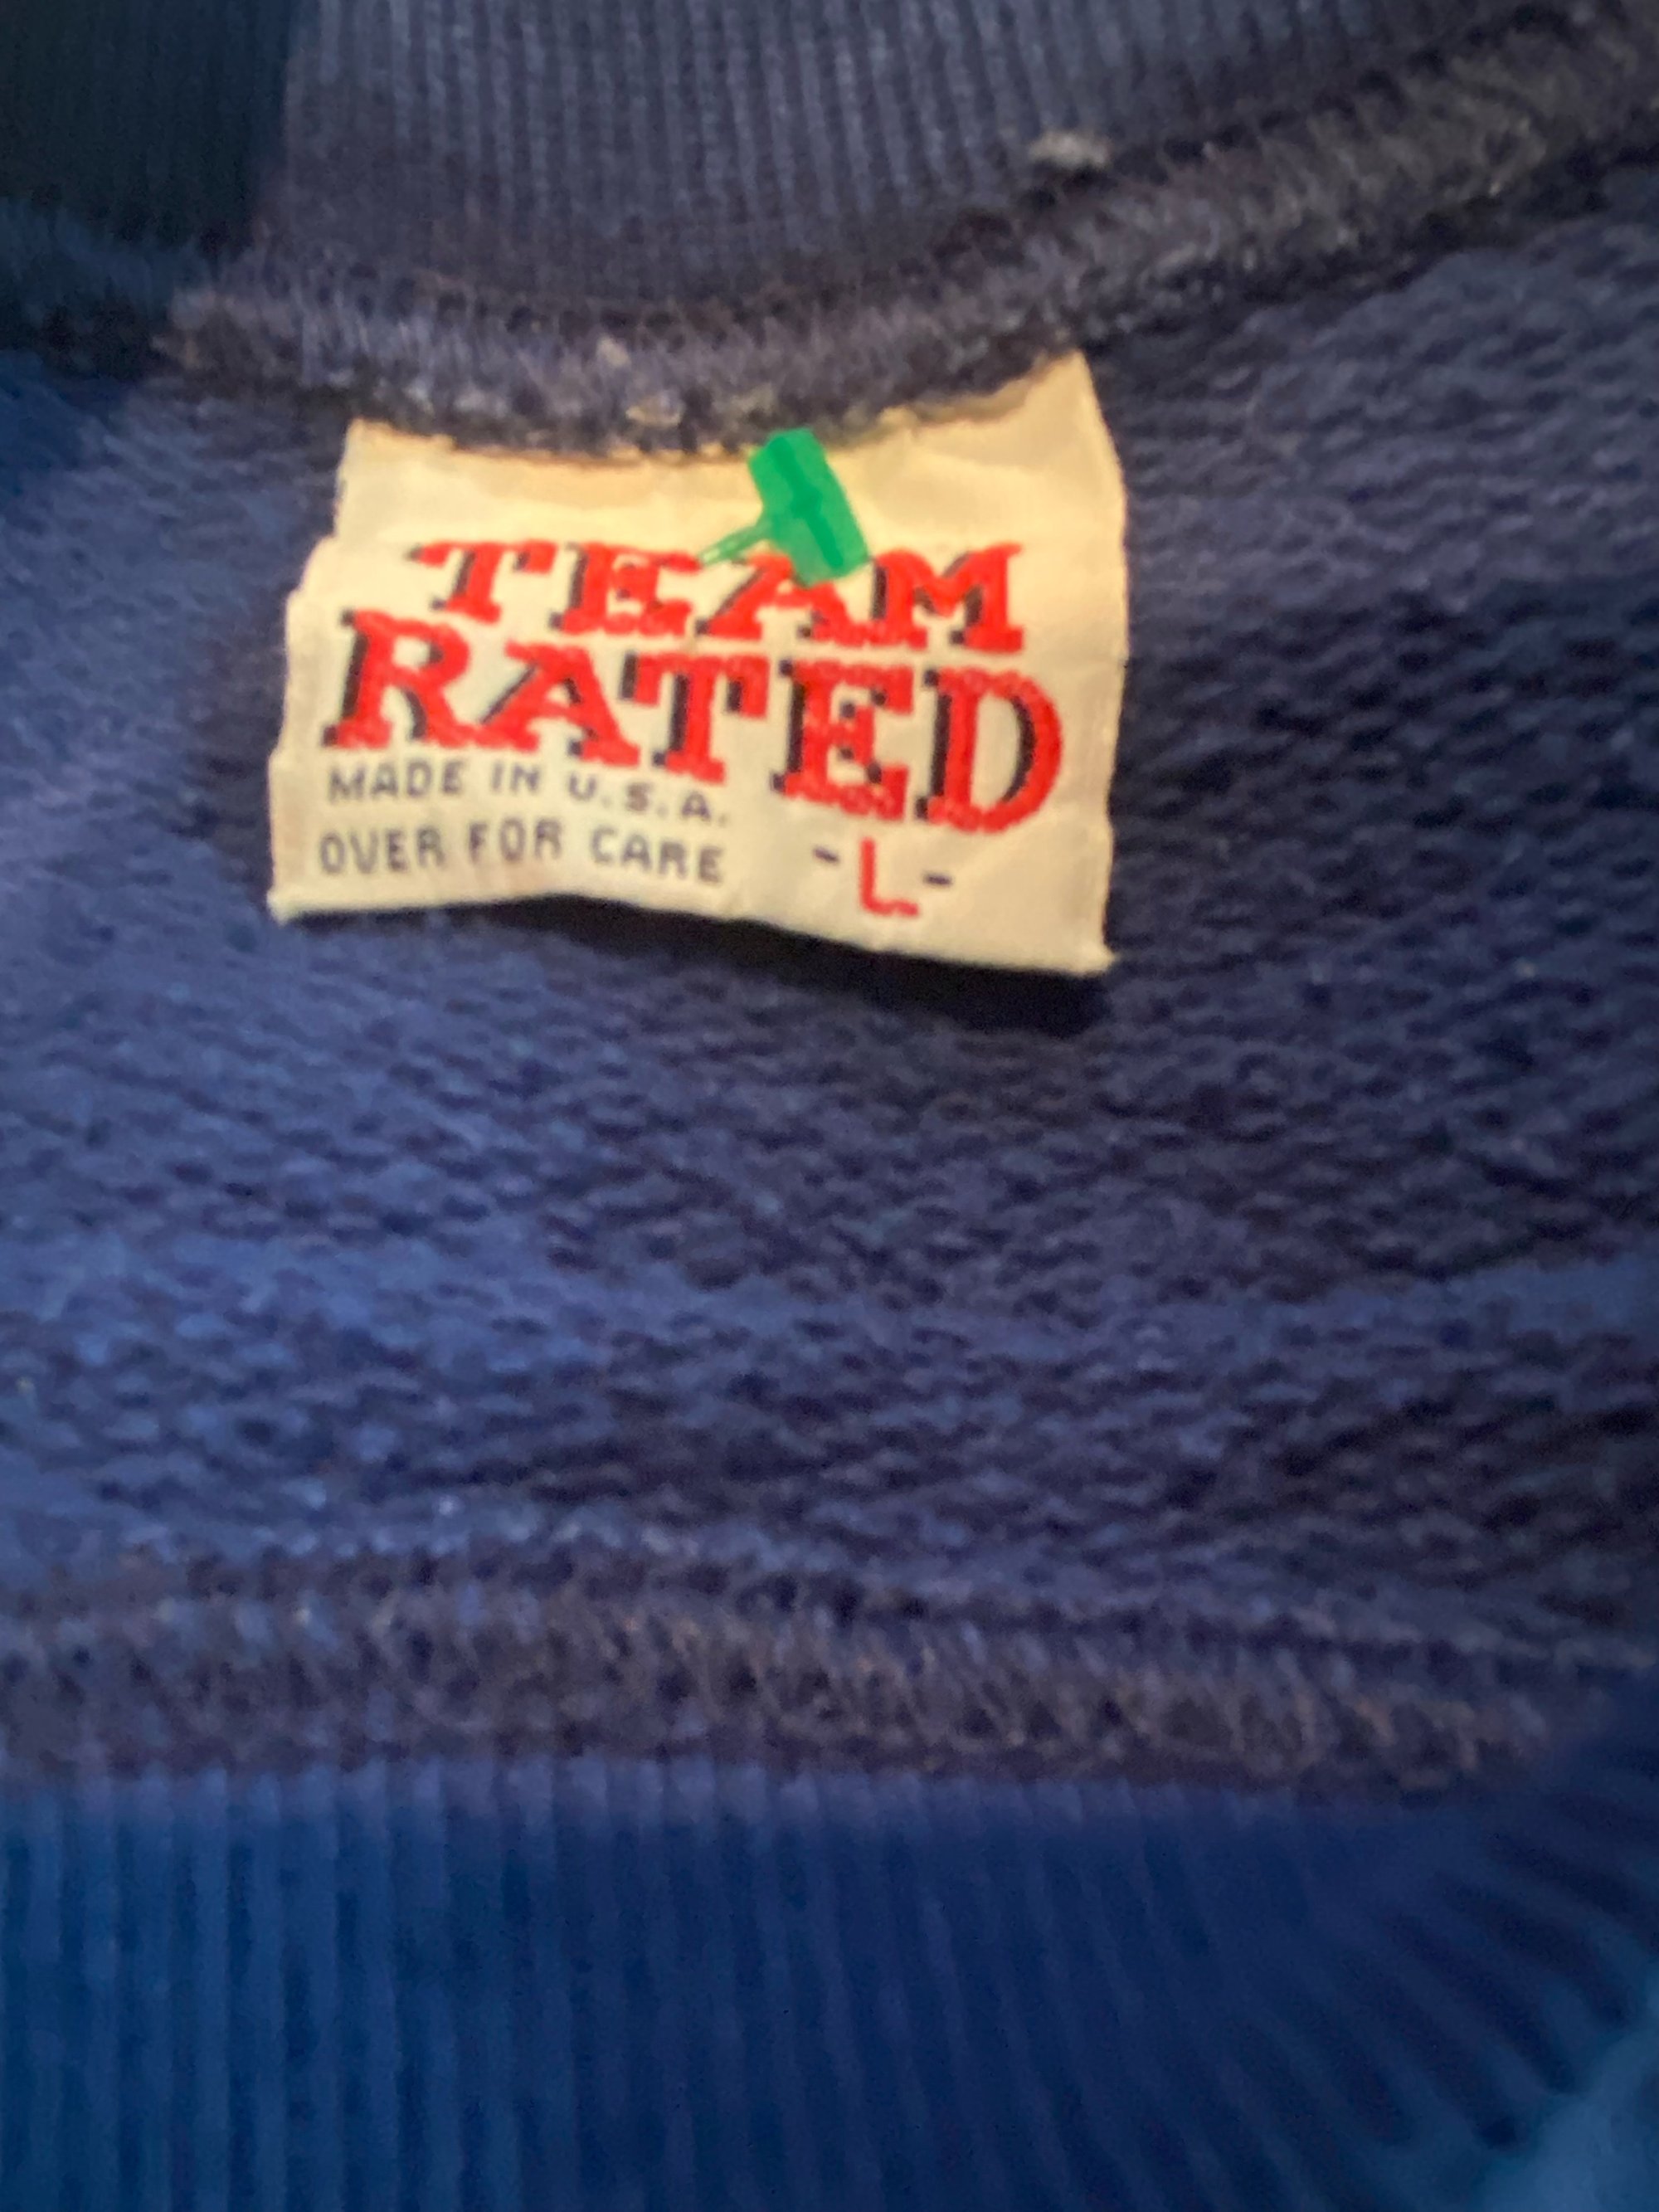 TEAM
RATED
MADE IN U.S.A.
OVER FOR CARE
-L-